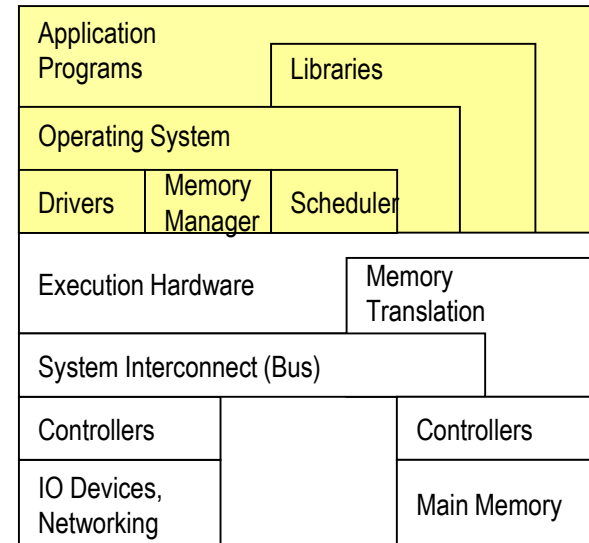 Application
Programs
Libraries
Operating System
Drivers
Memory
Manager
Scheduler
Execution Hardware
Memory
Translation
System Interconnect (Bus)
Controllers
Controllers
IO Devices,
Networking
Main Memory